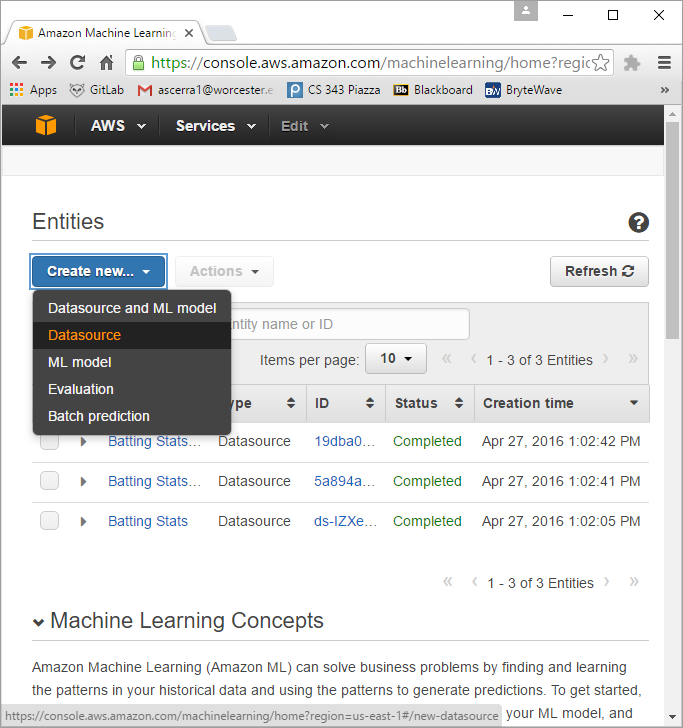 Amazon Machine Learning
https://console.aws.amazon.com/machinelearning/home?regio
Apps GitLab ascerra1@worcester.e CS 343 Piazza Bb Blackboard BW BryteWave »
AWS Services Edit
Entities ?
Create new... Actions Refresh
Datasource and ML model
Datasource
ML model
Evaluation
Batch prediction
ntity name or ID
Items per page: 10 « ‹ 1 - 3 of 3 Entities › »
ype ID Status Creation time
Batting Stats… Datasource 19dba0… Completed Apr 27, 2016 1:02:42 PM
Batting Stats… Datasource 5a894a… Completed Apr 27, 2016 1:02:41 PM
Batting Stats Datasource ds-IZXe… Completed Apr 27, 2016 1:02:05 PM
« ‹ 1 - 3 of 3 Entities › »
Machine Learning Concepts
Amazon Machine Learning (Amazon ML) can solve business problems by finding and learning
the patterns in your historical data and using the patterns to generate predictions. To get started,
your ML model, and
https://console.aws.amazon.com/machinelearning/home?region=us-east-1#/new-datasource